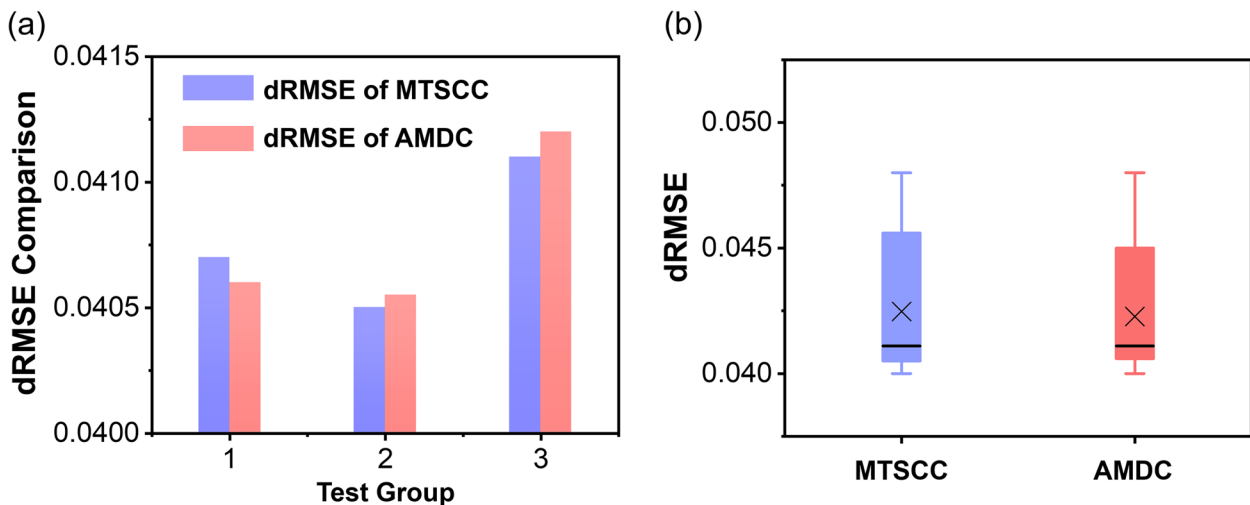 (a)
dRMSE Comparison
0.0415
0.0410
0.0405
0.0400
dRMSE of MTSCC
dRMSE of AMDC
1 2 3
Test Group
(b)
dRMSE
0.050
0.045
0.040
MTSCC AMDC